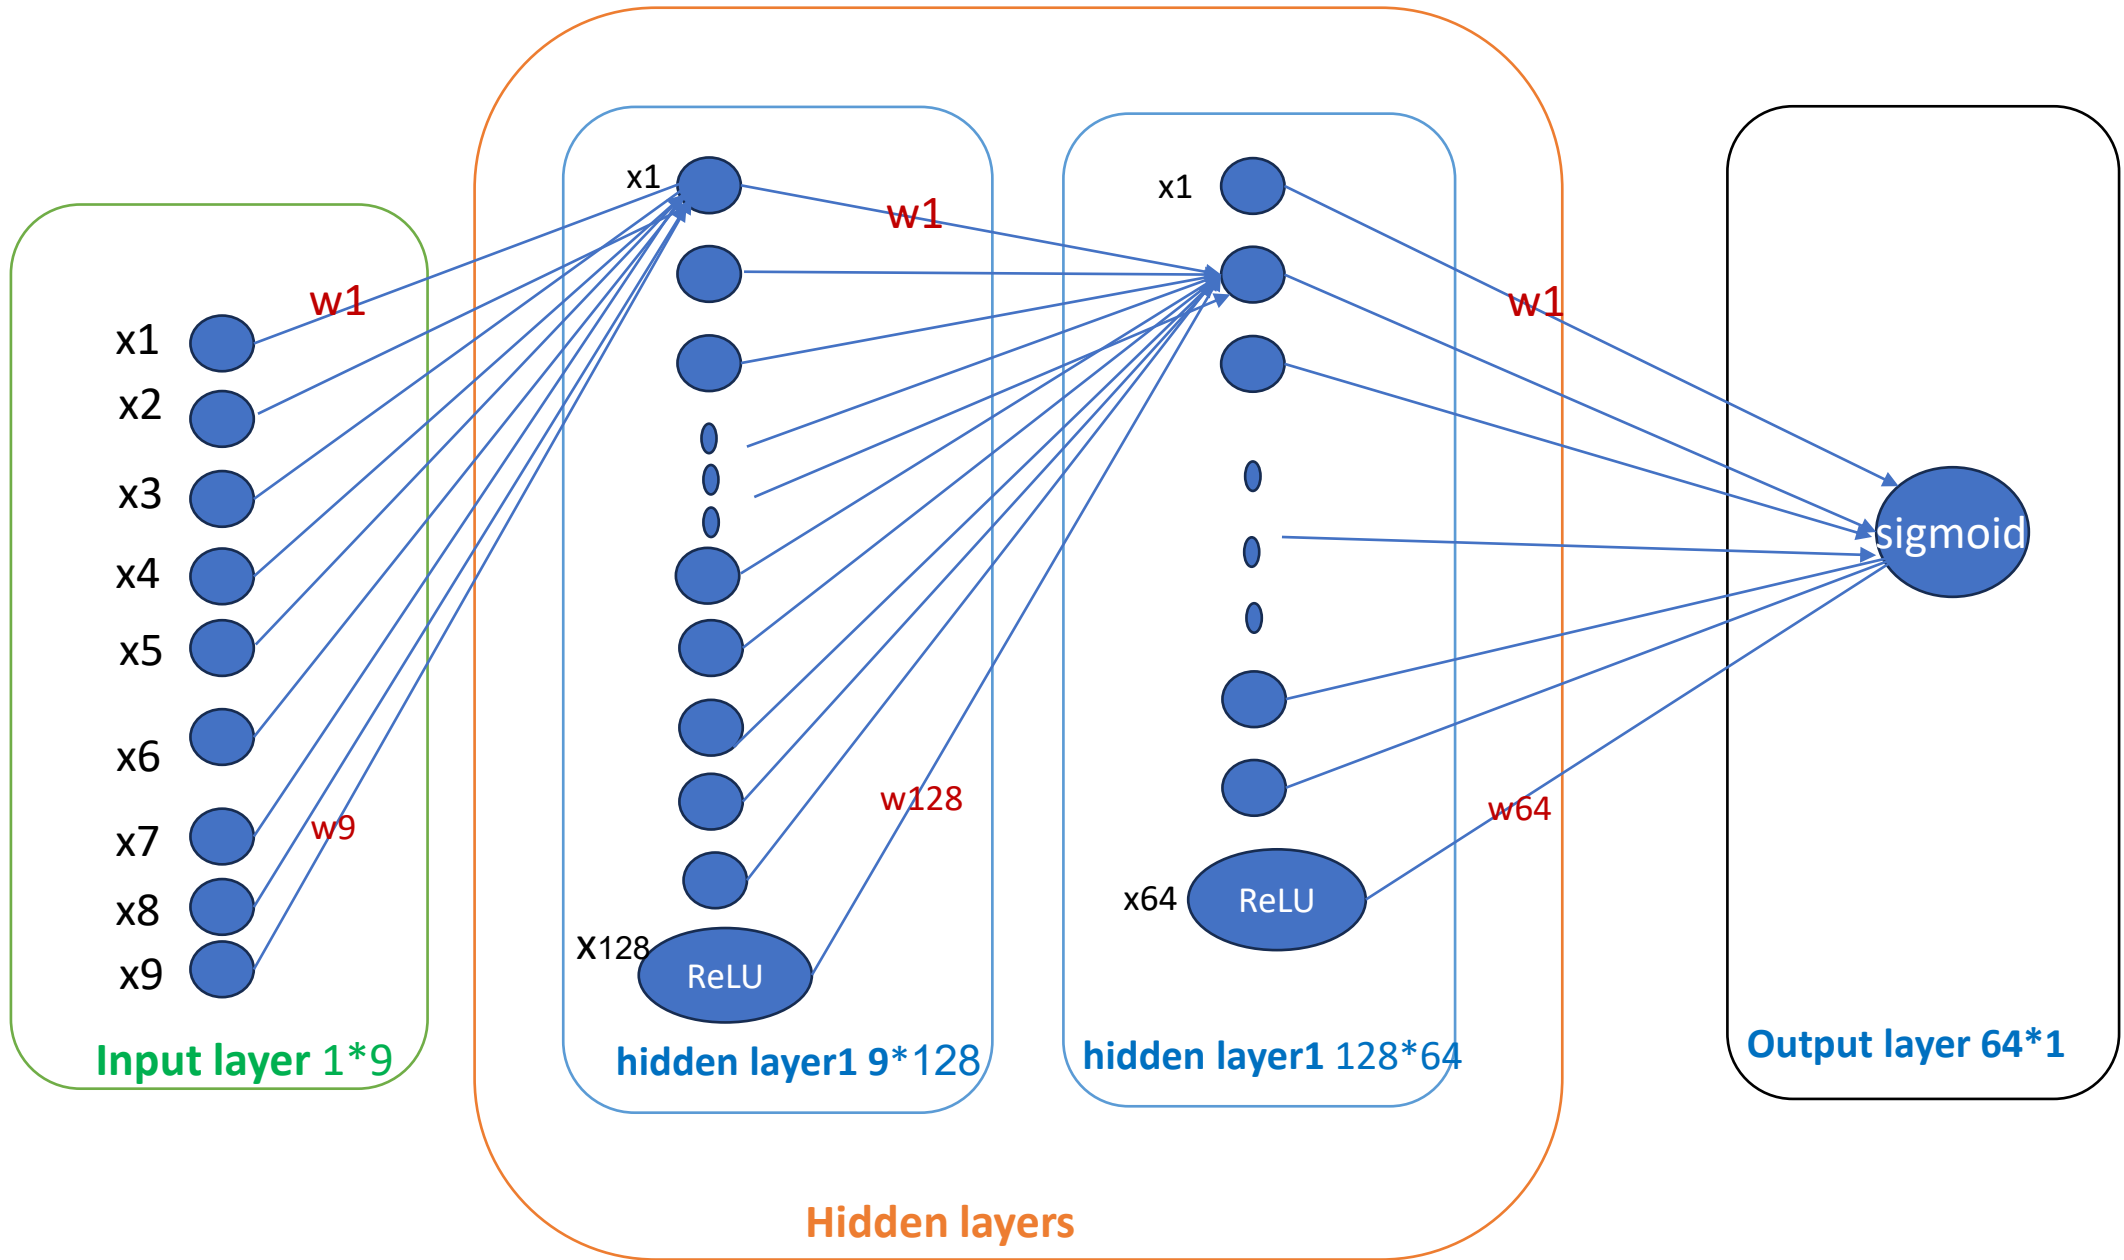 x1
x2
x3
x4
x5
x6
x7
x8
x9
w1
w9
Input layer 1*9
x1
w1
w128
X128
ReLU
hidden layer1 9*128
x1
w1
w64
x64
ReLU
hidden layer1 128*64
Hidden layers
sigmoid
Output layer 64*1